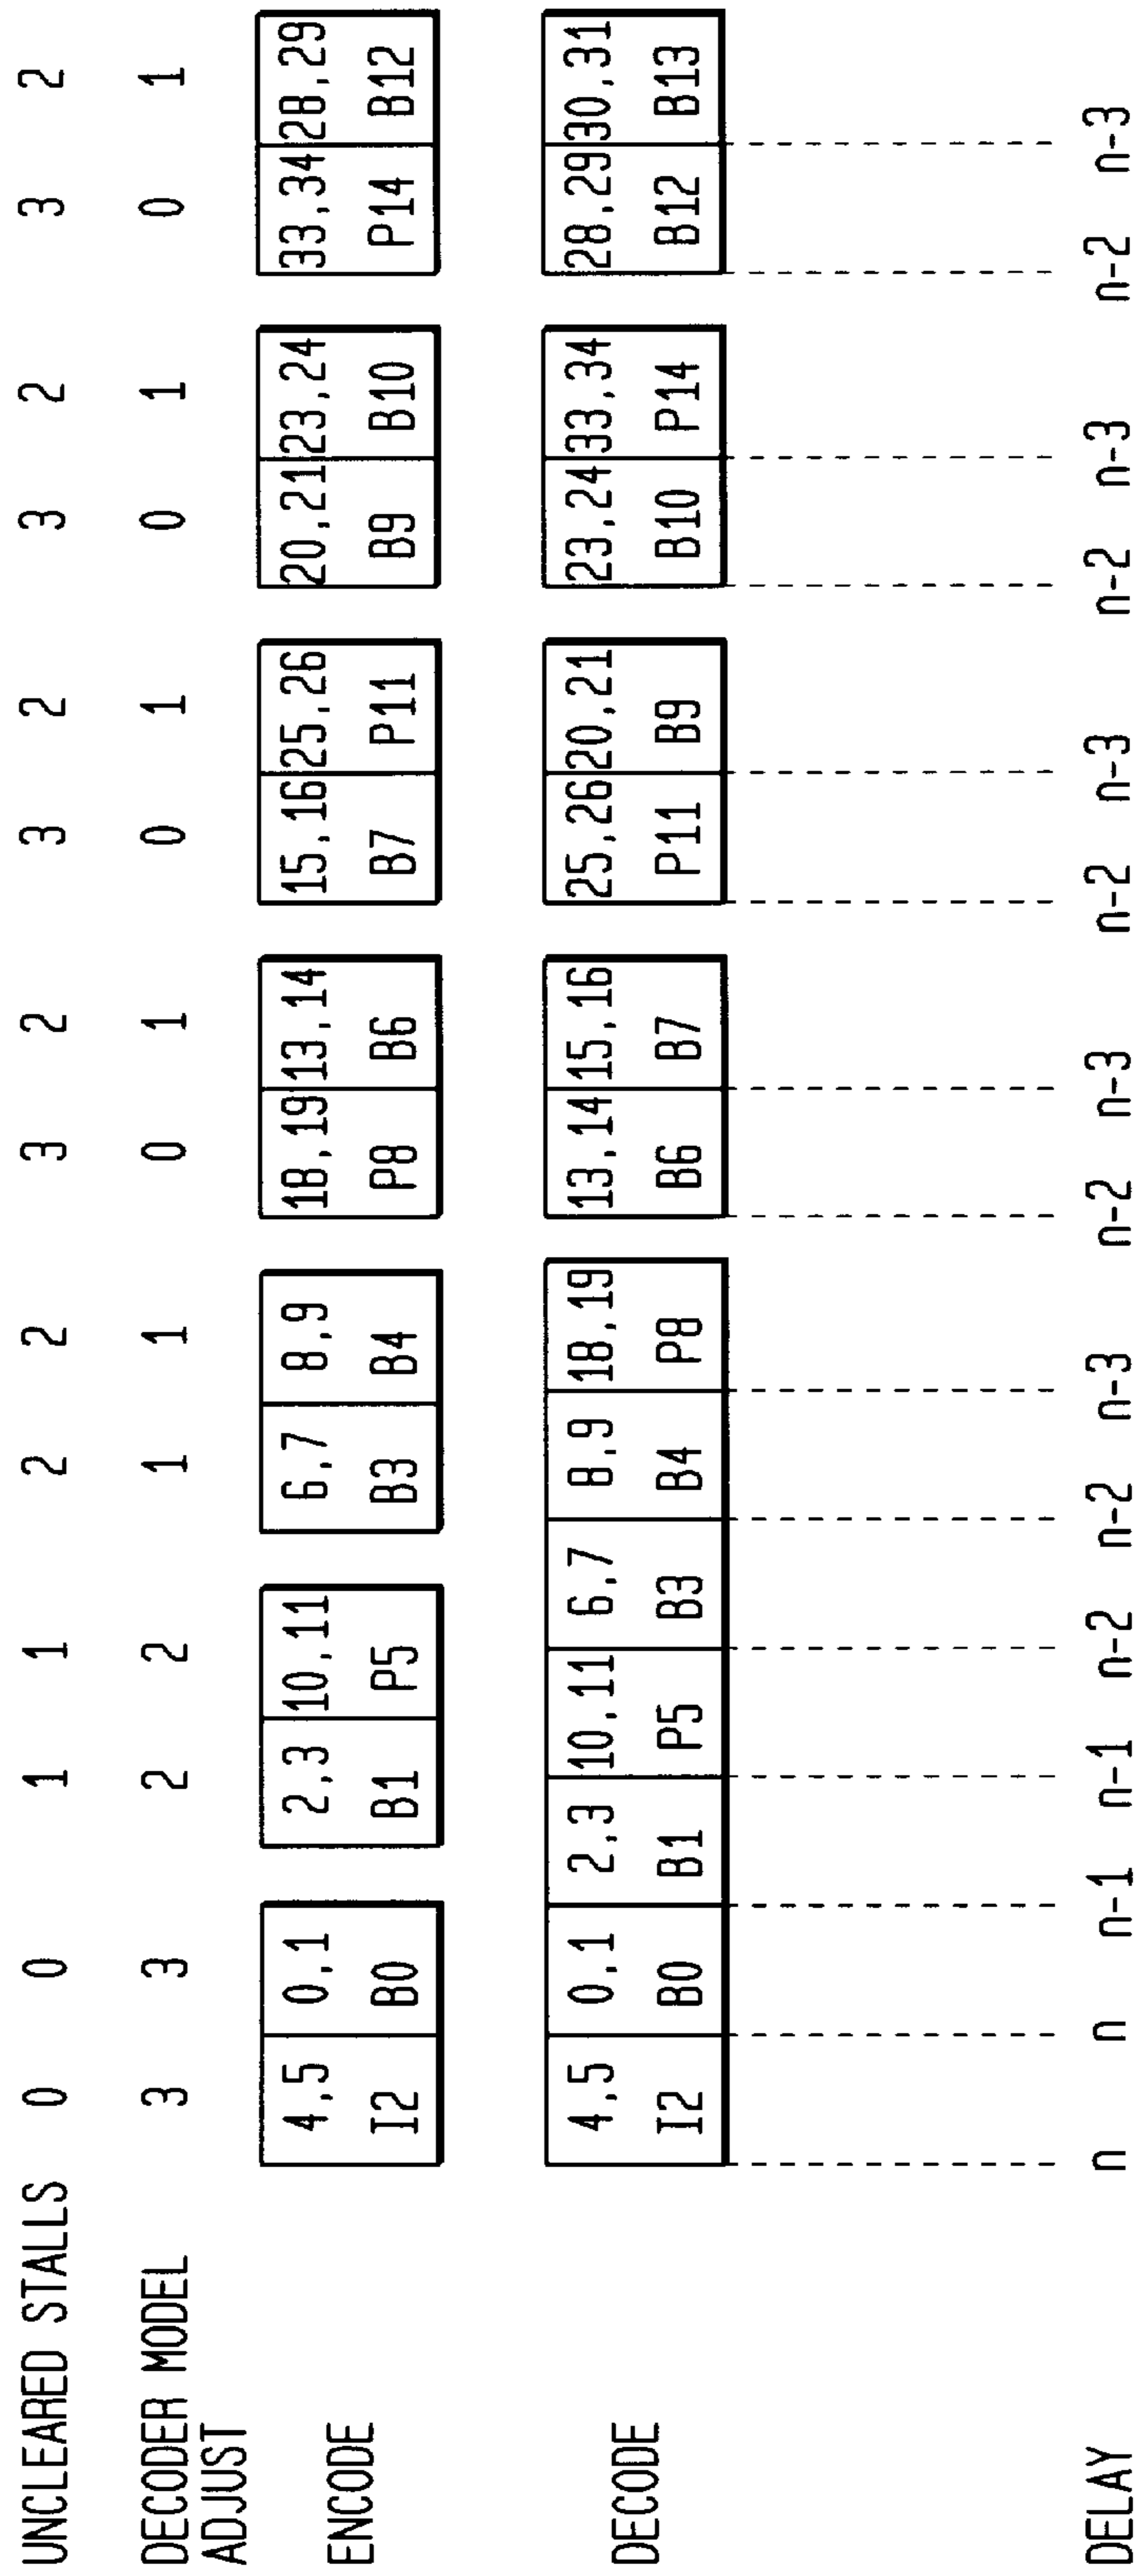 UNCLEARED STALLS 0 0 1 1 2 2 3 2 3 2 3 2 3 2
DECODER MODEL 3 3 2 2 1 1 0 1 0 1 0 1 0 1
ADJUST
4,5 0,1 2,3 10,11 6,7 8,9 18,19 13,14 15,16 25,26 20,21 23,24 33,34 28,29
ENCODE
I2 B0 B1 P5 B3 B4 P8 B6 B7 P11 B9 B10 P14 B12
4,5 0,1 2,3 10,11 6,7 8,9 18,19 13,14 15,16 25,26 20,21 23,24 33,34 28,29 30,31
DECODE
I2 B0 B1 P5 B3 B4 P8 B6 B7 P11 B9 B10 P14 B12 B13
DELAY n n n-1 n-1 n-2 n-2 n-3 n-2 n-3 n-2 n-3 n-2 n-3 n-2 n-3